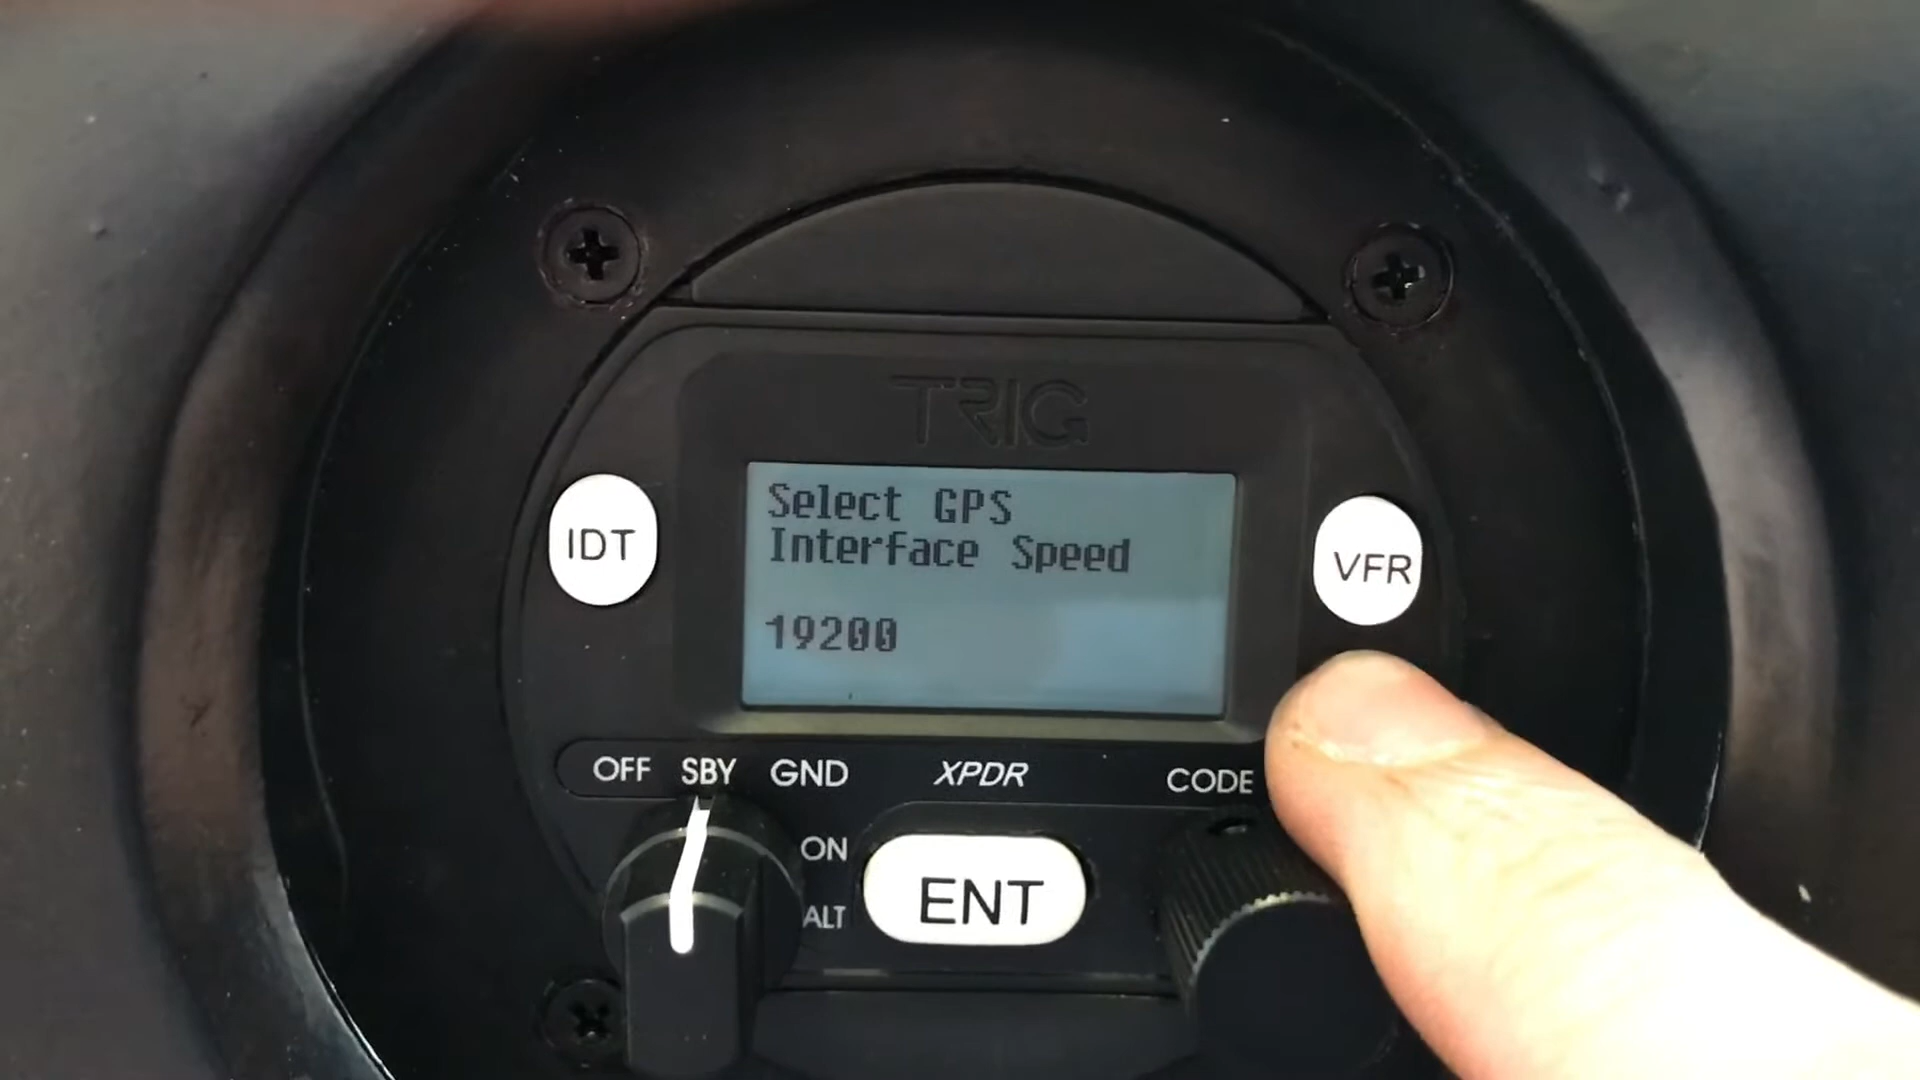 TRIG
Select GPS
Interface Speed
19200
IDT
VFR
OFF SBY GND XPDR CODE
ON
ALT
ENT